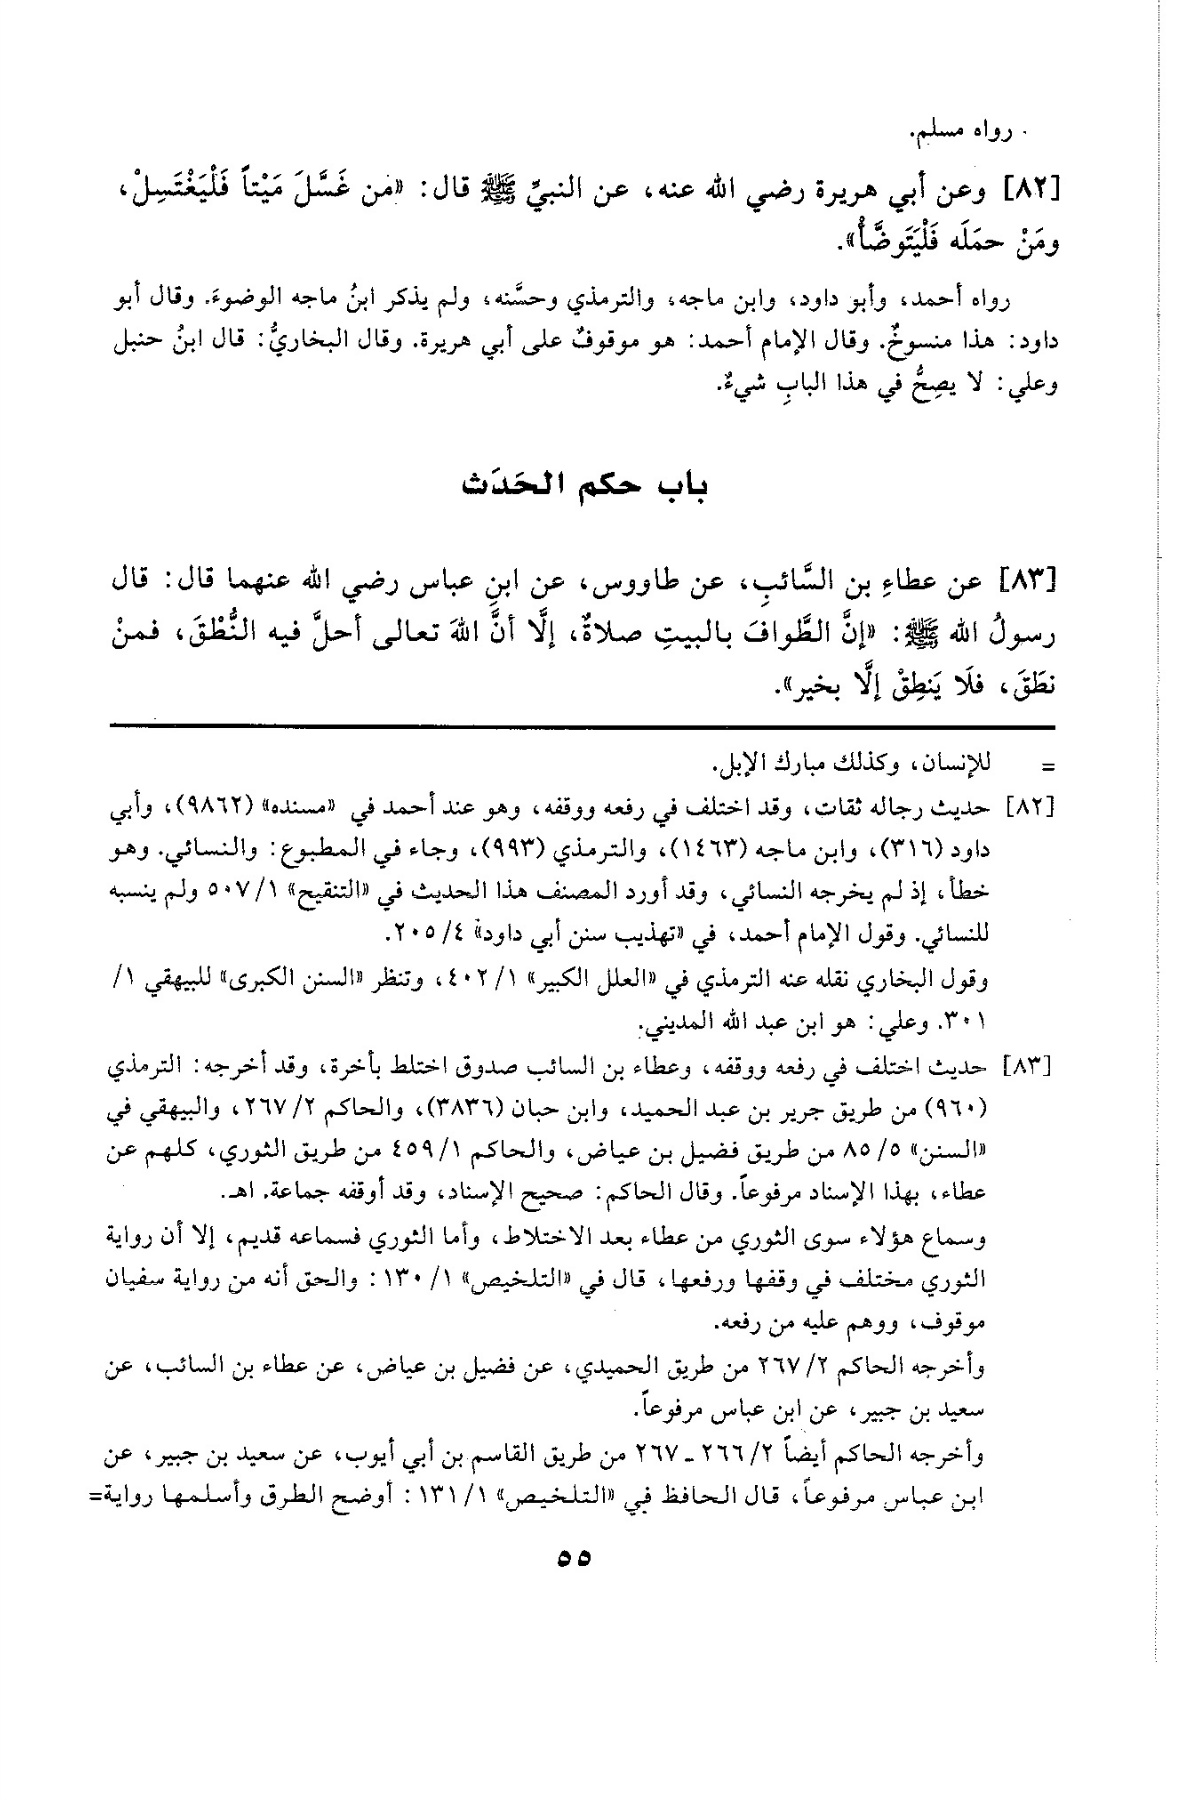 رواه مسلم.
[٨٢] وعن أبي هريرة رضي الله عنه، عن النبيِّ ﷺ قال: «مَن غَسَّلَ مَيْتاً فَلْيَغْتَسِلْ،
ومَنْ حمَلَه فَلْيَتَوضَّأْ».
رواه أحمد، وأبو داود، وابن ماجه، والترمذي وحسَّنه، ولم يذكر ابنُ ماجه الوضوءَ. وقال أبو
داود: هذا منسوخٌ. وقال الإمام أحمد: هو موقوفٌ على أبي هريرة. وقال البخاريُّ: قال ابنُ حنبل
وعلي: لا يصِحُّ في هذا البابِ شيءٌ.
باب حكم الحَدَث
[٨٣] عن عطاءِ بن السَّائبِ، عن طاووس، عن ابنِ عباس رضي الله عنهما قال: قال
رسولُ الله ﷺ: «إنَّ الطَّوافَ بالبيتِ صلاةٌ، إلَّا أنَّ اللهَ تعالى أحلَّ فيه النُّطْقَ، فمنْ
نطَقَ، فلَا يَنطِقْ إلَّا بخير».
= للإنسان، وكذلك مبارك الإبل.
[٨٢] حديث رجاله ثقات، وقد اختلف في رفعه ووقفه، وهو عند أحمد في «مسنده» (٩٨٦٢)، وأبي
داود (٣١٦)، وابن ماجه (١٤٦٣)، والترمذي (٩٩٣)، وجاء في المطبوع: والنسائي. وهو
خطأ، إذ لم يخرجه النسائي، وقد أورد المصنف هذا الحديث في «التنقيح» ١/ ٥٠٧ ولم ينسبه
للنسائي. وقول الإمام أحمد، في «تهذيب سنن أبي داود» ٤/ ٢٠٥.
وقول البخاري نقله عنه الترمذي في «العلل الكبير» ١/ ٤٠٢، وتنظر «السنن الكبرى» للبيهقي ١/
٣٠١. وعلي: هو ابن عبد الله المديني.
[٨٣] حديث اختلف في رفعه ووقفه، وعطاء بن السائب صدوق اختلط بأخرة، وقد أخرجه: الترمذي
(٩٦٠) من طريق جرير بن عبد الحميد، وابن حبان (٣٨٣٦)، والحاكم ٢/ ٢٦٧، والبيهقي في
«السنن» ٥/ ٨٥ من طريق فضيل بن عياض، والحاكم ١/ ٤٥٩ من طريق الثوري، كلهم عن
عطاء، بهذا الإسناد مرفوعاً. وقال الحاكم: صحيح الإسناد، وقد أوقفه جماعة. اهـ.
وسماع هؤلاء سوى الثوري من عطاء بعد الاختلاط، وأما الثوري فسماعه قديم، إلا أن رواية
الثوري مختلف في وقفها ورفعها، قال في «التلخيص» ١/ ١٣٠: والحق أنه من رواية سفيان
موقوف، ووهم عليه من رفعه.
وأخرجه الحاكم ٢/ ٢٦٧ من طريق الحميدي، عن فضيل بن عياض، عن عطاء بن السائب، عن
سعيد بن جبير، عن ابن عباس مرفوعاً.
وأخرجه الحاكم أيضاً ٢/ ٢٦٦ ـ ٢٦٧ من طريق القاسم بن أبي أيوب، عن سعيد بن جبير، عن
ابن عباس مرفوعاً، قال الحافظ في «التلخيص» ١/ ١٣١: أوضح الطرق وأسلمها رواية=
٥٥